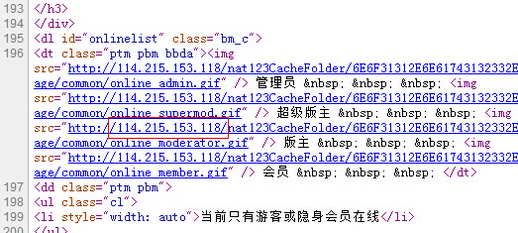 193 </h3>
194 </div>
195 <dl id="onlinelist" class="bm_c">
196 <dt class="ptm pbm bbda"><img
src="http://114.215.153.118/nat123CacheFolder/6E6F31312E6E61743132332E
age/common/online_admin.gif" /> 管理员 &nbsp; &nbsp; &nbsp; <img
src="http://114.215.153.118/nat123CacheFolder/6E6F31312E6E61743132332E
age/common/online_supermod.gif" /> 超级版主 &nbsp; &nbsp; &nbsp; <img
src="http://114.215.153.118/nat123CacheFolder/6E6F31312E6E61743132332E
age/common/online_moderator.gif" /> 版主 &nbsp; &nbsp; &nbsp; <img
src="http://114.215.153.118/nat123CacheFolder/6E6F31312E6E61743132332E
age/common/online_member.gif" /> 会员 &nbsp; &nbsp; &nbsp; </dt>
197 <dd class="ptm pbm">
198 <ul class="cl">
199 <li style="width: auto">当前只有游客或隐身会员在线</li>
200 </ul>